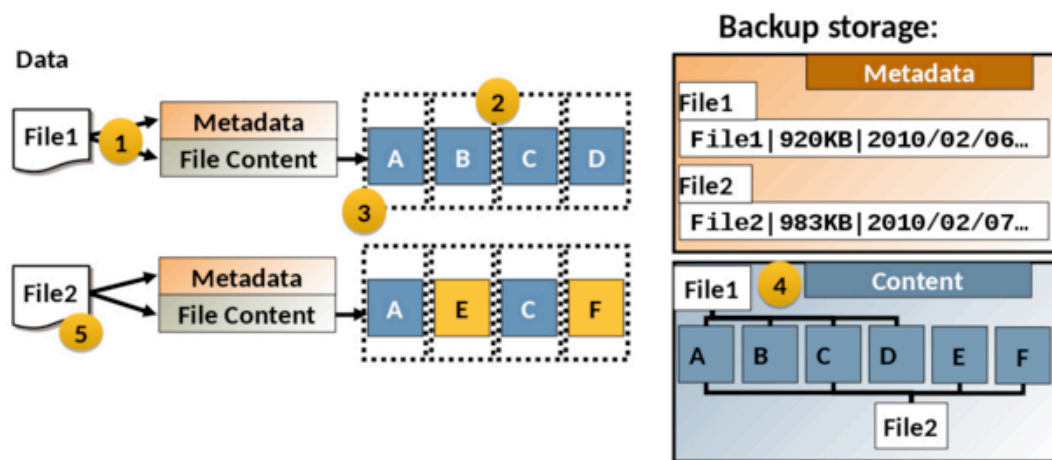 Data
File1
1
Metadata
File Content
2
A B C D
3
File2
5
Metadata
File Content
A E C F
Backup storage:
Metadata
File1
File1|920KB|2010/02/06…
File2
File2|983KB|2010/02/07…
File1
4
Content
A B C D E F
File2